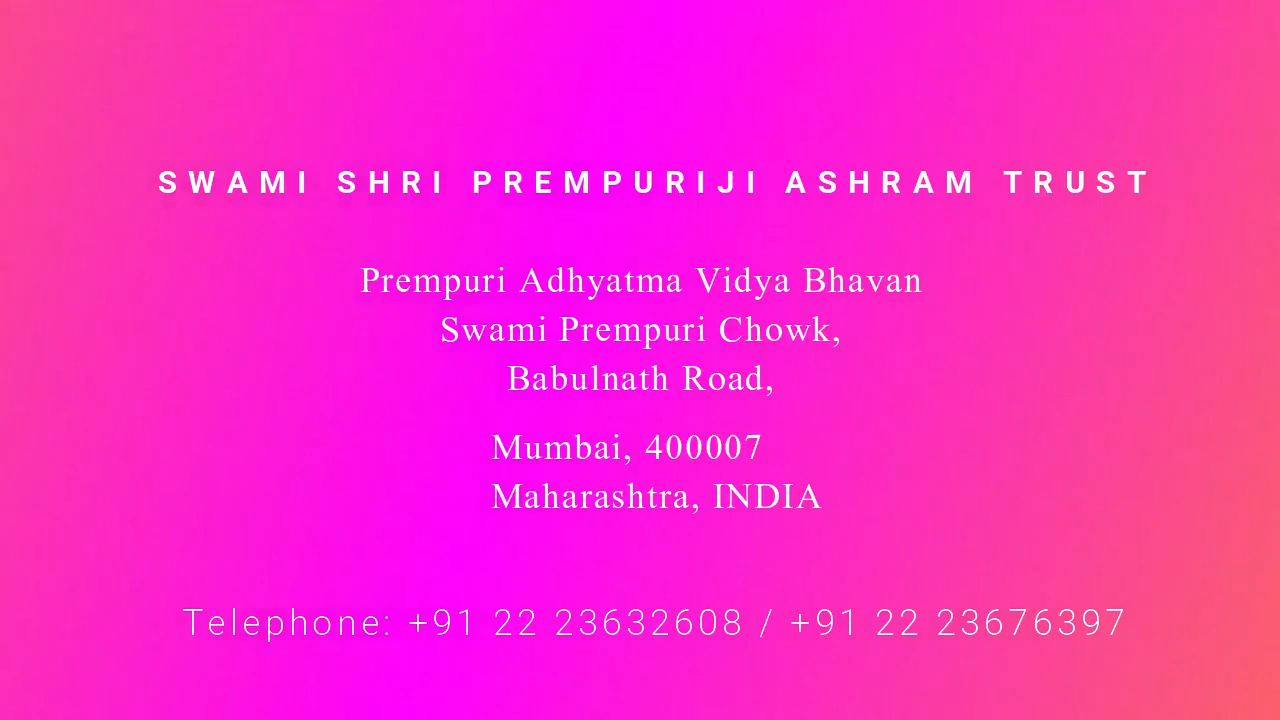 SWAMI SHRI PREMPURIJI ASHRAM TRUST
Prempuri Adhyatma Vidya Bhavan
Swami Prempuri Chowk,
Babulnath Road,
Mumbai, 400007
Maharashtra, INDIA
Telephone: +91 22 23632608 / +91 22 23676397